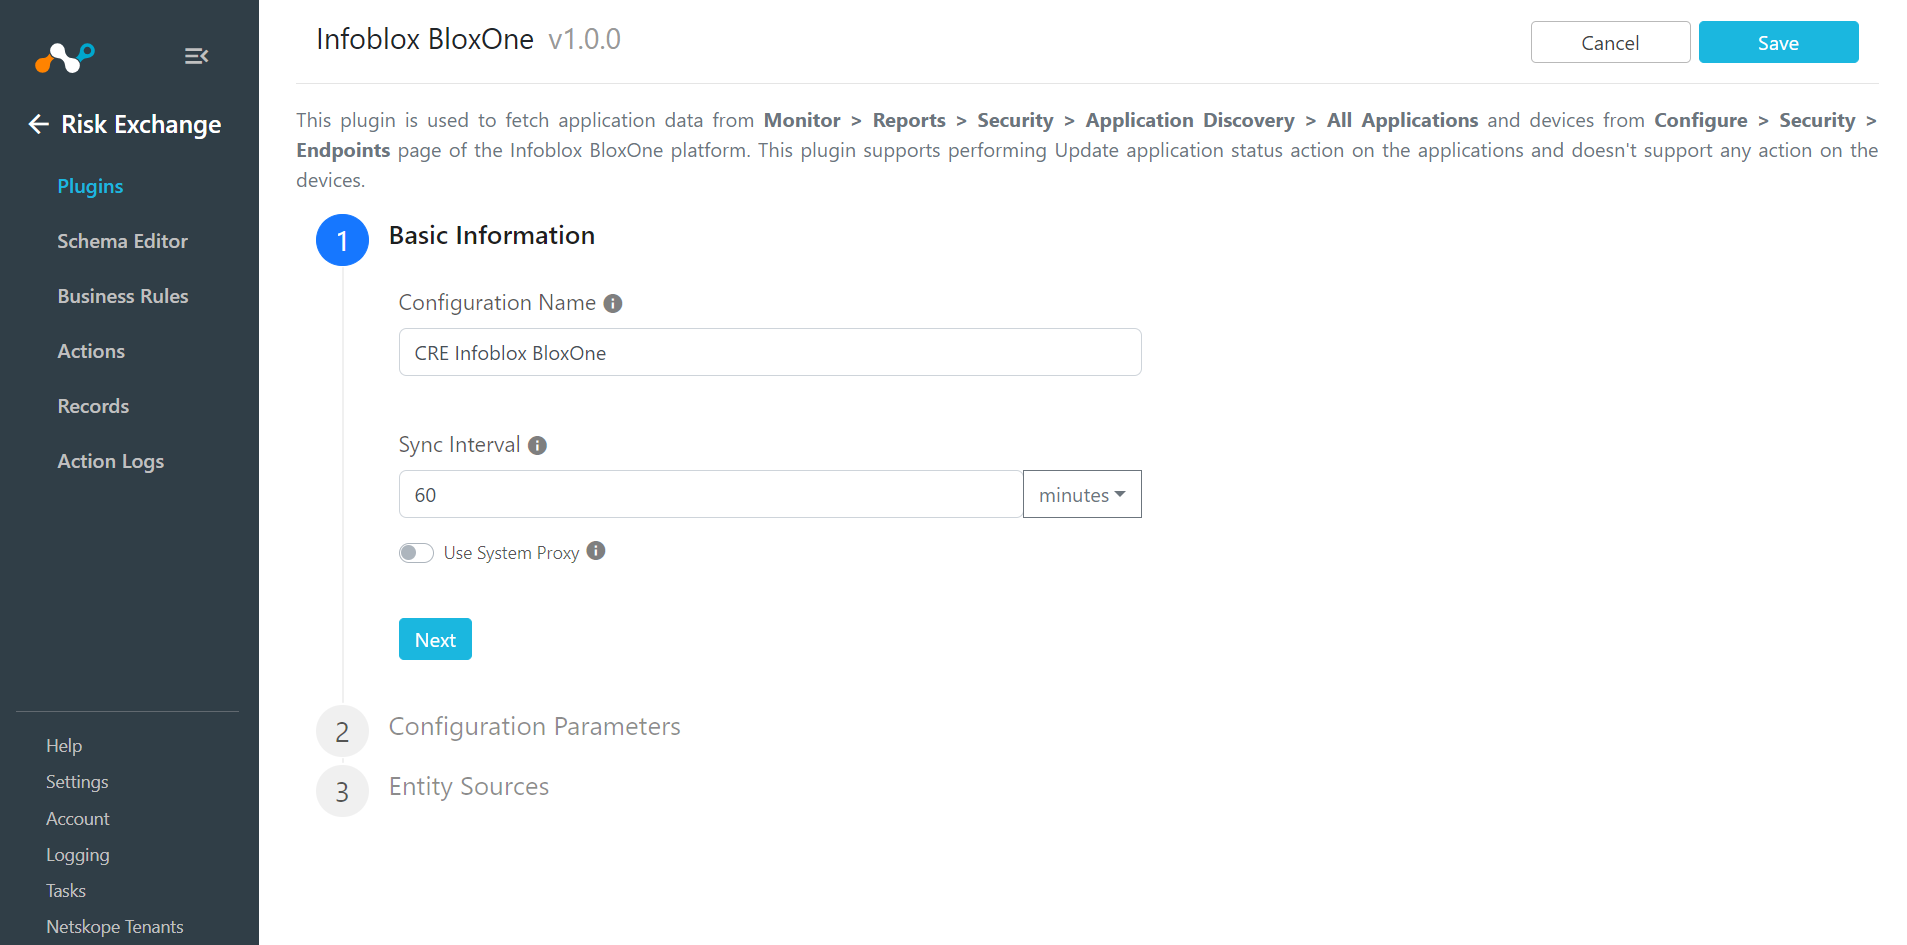 Risk Exchange
Plugins
Schema Editor
Business Rules
Actions
Records
Action Logs
Help
Settings
Account
Logging
Tasks
Netskope Tenants
Infoblox BloxOne v1.0.0
Cancel
Save
This plugin is used to fetch application data from Monitor > Reports > Security > Application Discovery > All Applications and devices from Configure > Security >
Endpoints page of the Infoblox BloxOne platform. This plugin supports performing Update application status action on the applications and doesn't support any action on the
devices.
1 Basic Information
Configuration Name
CRE Infoblox BloxOne
Sync Interval
60 minutes
Use System Proxy
Next
2 Configuration Parameters
3 Entity Sources